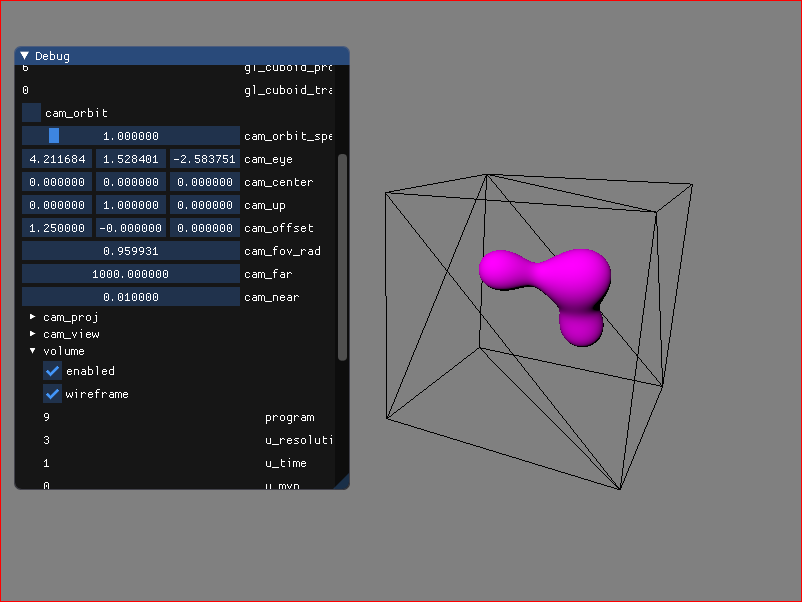 Debug
6 gl_cuboid_pro
0 gl_cuboid_tra
cam_orbit
1.000000 cam_orbit_spe
4.211684 1.528401 -2.583751 cam_eye
0.000000 0.000000 0.000000 cam_center
0.000000 1.000000 0.000000 cam_up
1.250000 -0.000000 0.000000 cam_offset
0.959931 cam_fov_rad
1000.000000 cam_far
0.010000 cam_near
cam_proj
cam_view
volume
enabled
wireframe
9 program
3 u_resoluti
1 u_time
0 u_mvp